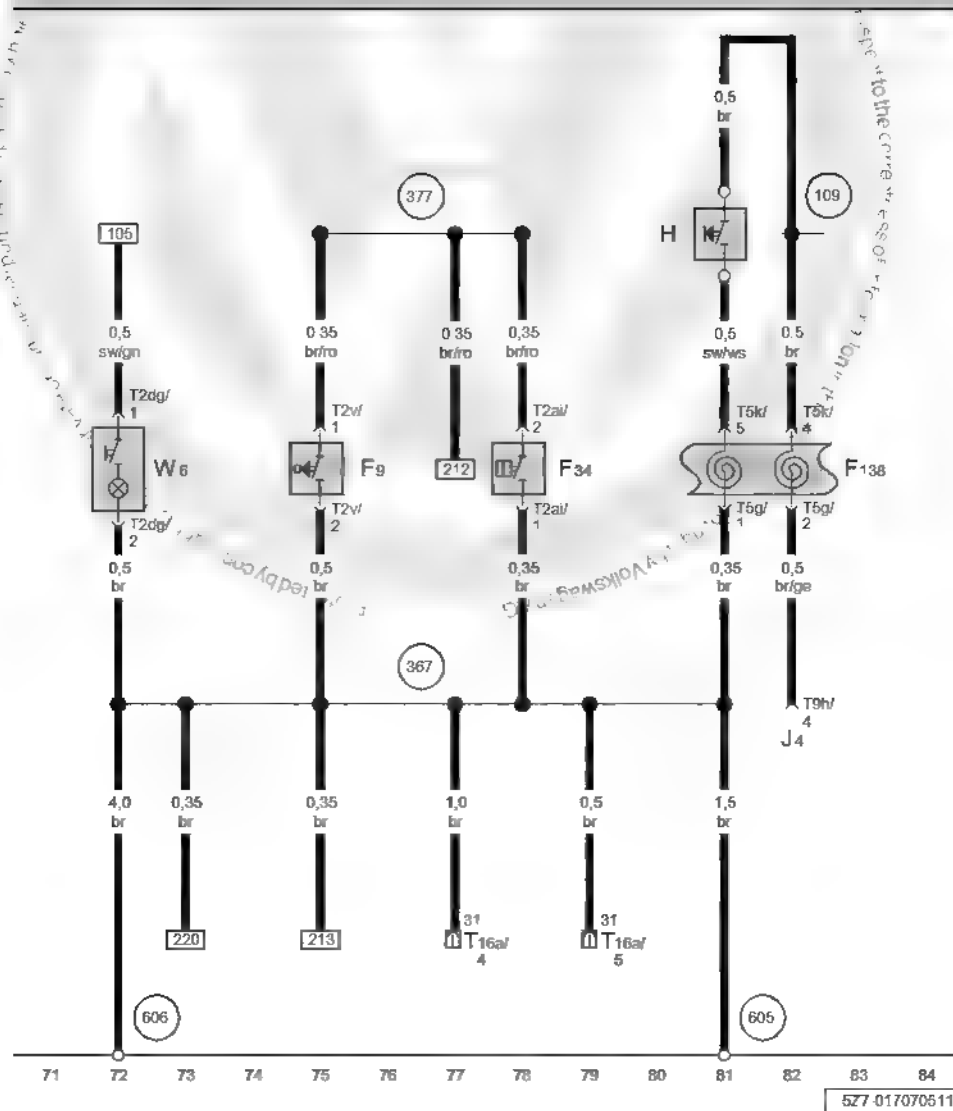 0,5
br
377
109
105
H
0,5
sw/gn
0 35
br/ro
0 35
br/ro
0,35
br/ro
0,5
sw/ws
0.5
br
T2dg/
1
T2v/
1
T2ai/
2
T5k/
5
T5k/
4
W6
F9
212
F34
F138
T2dg/
2
T2v/
2
T2ai/
1
T5g/
1
T5g/
2
0,5
br
0,5
br
0,35
br
0,35
br
0,5
br/ge
367
T9h/
4
J4
4,0
br
0,35
br
0,35
br
1,0
br
0,5
br
1,5
br
220
213
31
T16a/
4
31
T16a/
5
606
605
71 72 73 74 75 76 77 78 79 80 81 82 83 84
5Z7-017070611